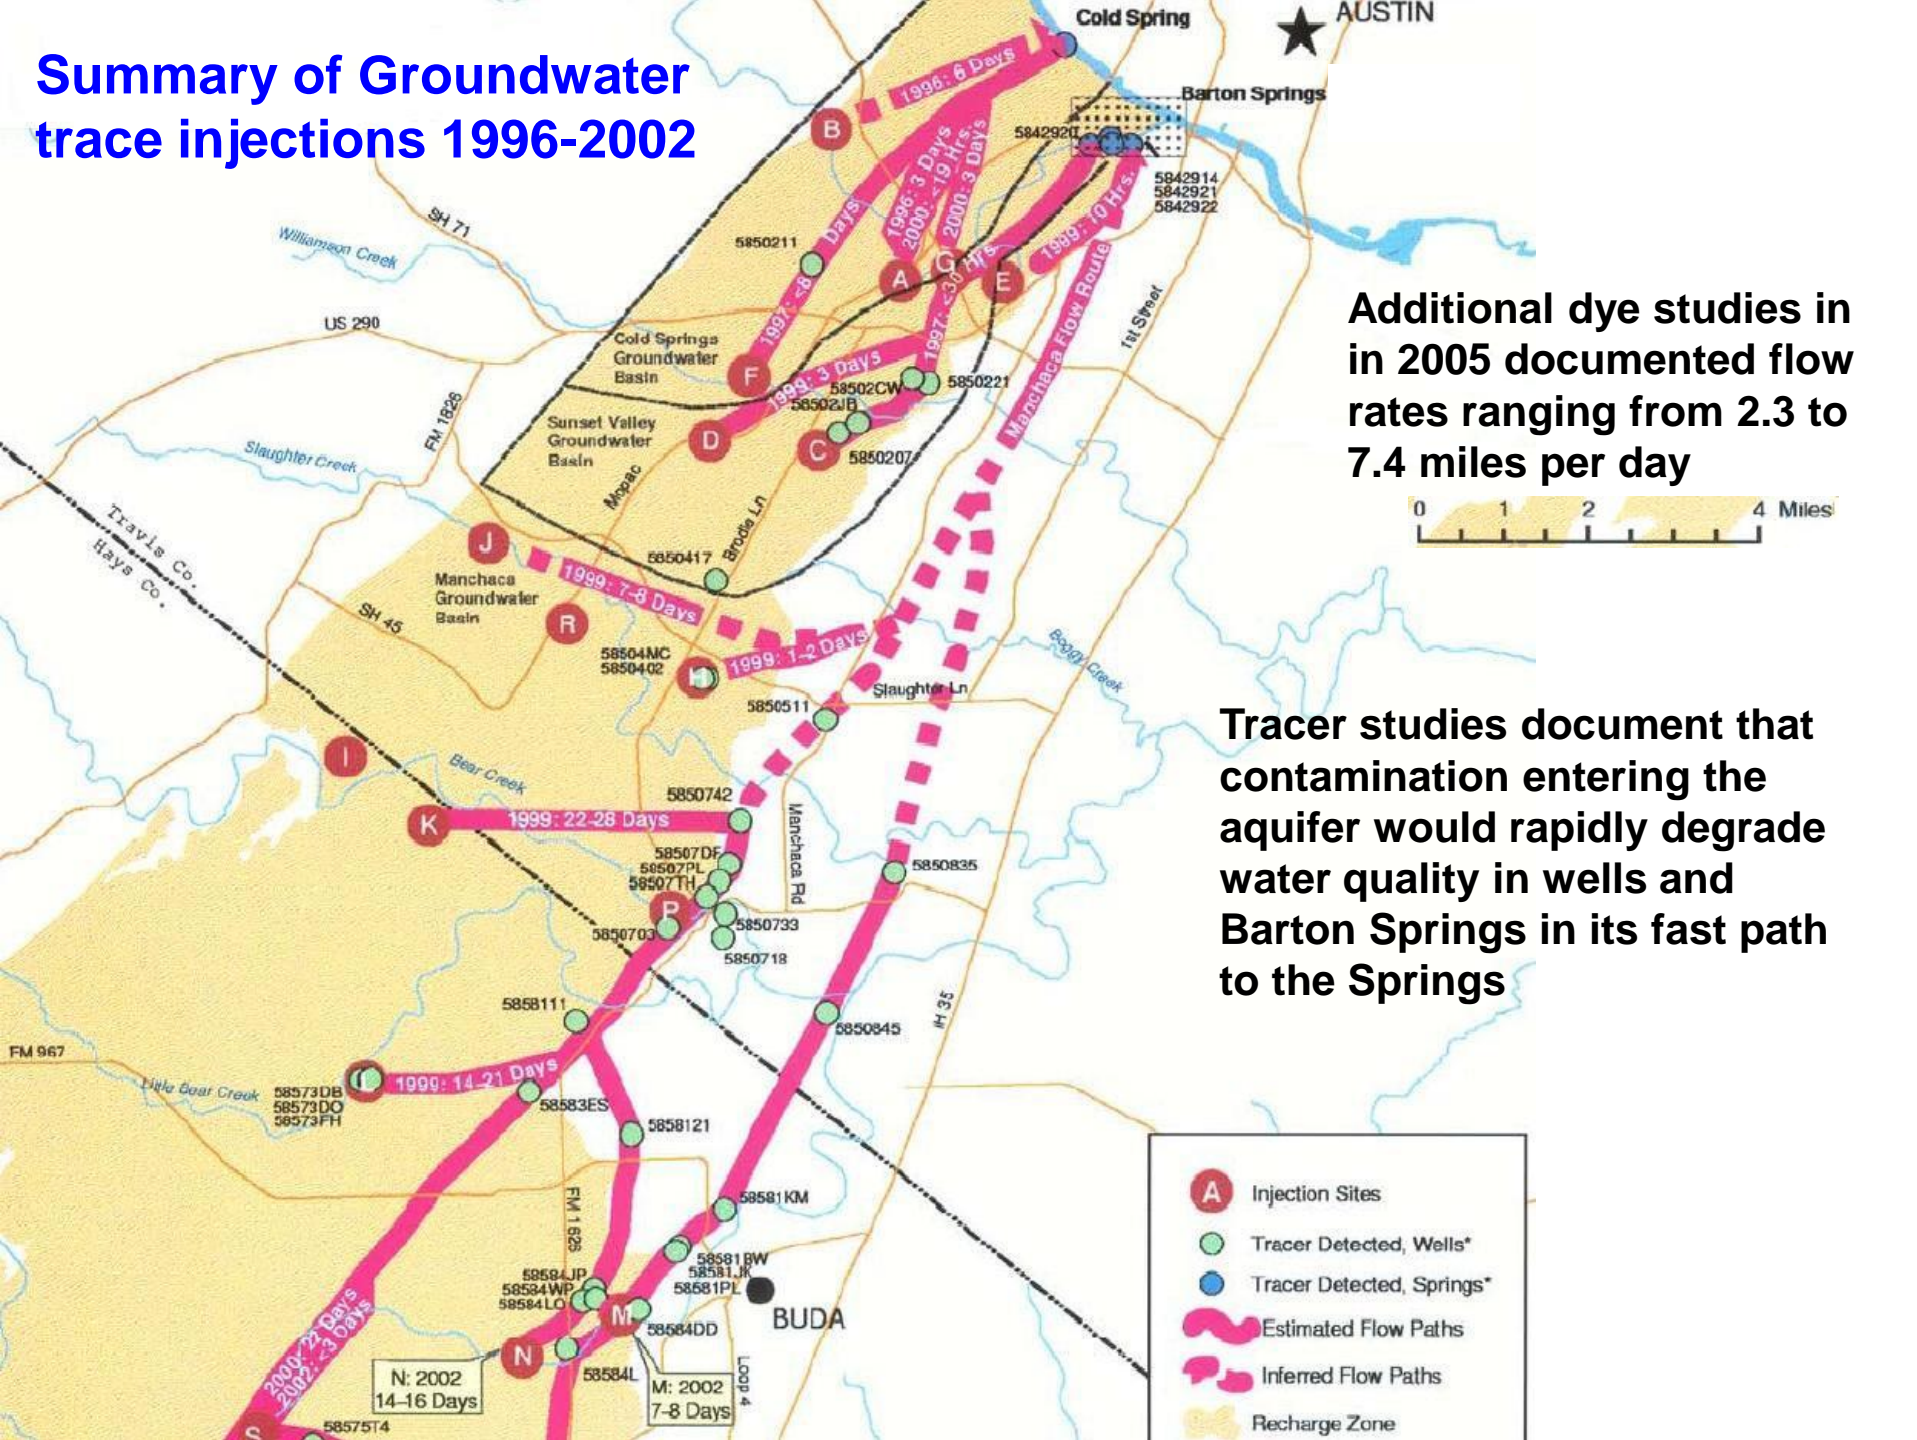 Summary of Groundwater
trace injections 1996-2002
Cold Spring
AUSTIN
Barton Springs
1996: 6 Days
B
5842920
5842914
5842921
5842922
1996: 3 Days
2000: <19 Hrs.
2000: 3 Days
1999: 10 Hrs.
SH 71
Williamson Creek
5850211
1997: <8 Days
A
G
E
1997: <30 Hrs.
Manchaca Flow Route
1st Street
US 290
Cold Springs
Groundwater
Basin
F
1999: 3 Days
58502CW
5850221
58502JB
FM 1826
Sunset Valley
Groundwater
Basin
D
C
5850207
Slaughter Creek
Mopac
Brodie Ln
Travis Co.
Hays Co.
J
5850417
1999: 7-8 Days
Manchaca
Groundwater
Basin
SH 45
R
58504MC
5850402
H
1999: 1-2 Days
Boggy Creek
Slaughter Ln
5850511
I
Bear Creek
5850742
K
1999: 22-28 Days
Manchaca Rd
58507DF
58507PL
58507TH
P
5850703
5850733
5850718
5850835
5858111
5850845
IH 35
FM 967
Little Bear Creek
58573DB
58573DO
58573FH
L
1999: 14-21 Days
58583ES
5858121
58581KM
FM 1626
58581BW
58581JK
58581PL
58584JP
58584WP
58584LO
M
58584DD
BUDA
N
58584L
Loop 4
2000: 22 Days
2002: <3 Days
N: 2002
14-16 Days
M: 2002
7-8 Days
S
58575T4
Additional dye studies in
in 2005 documented flow
rates ranging from 2.3 to
7.4 miles per day
0 1 2 4 Miles
Tracer studies document that
contamination entering the
aquifer would rapidly degrade
water quality in wells and
Barton Springs in its fast path
to the Springs
A Injection Sites
Tracer Detected, Wells*
Tracer Detected, Springs*
Estimated Flow Paths
Inferred Flow Paths
Recharge Zone